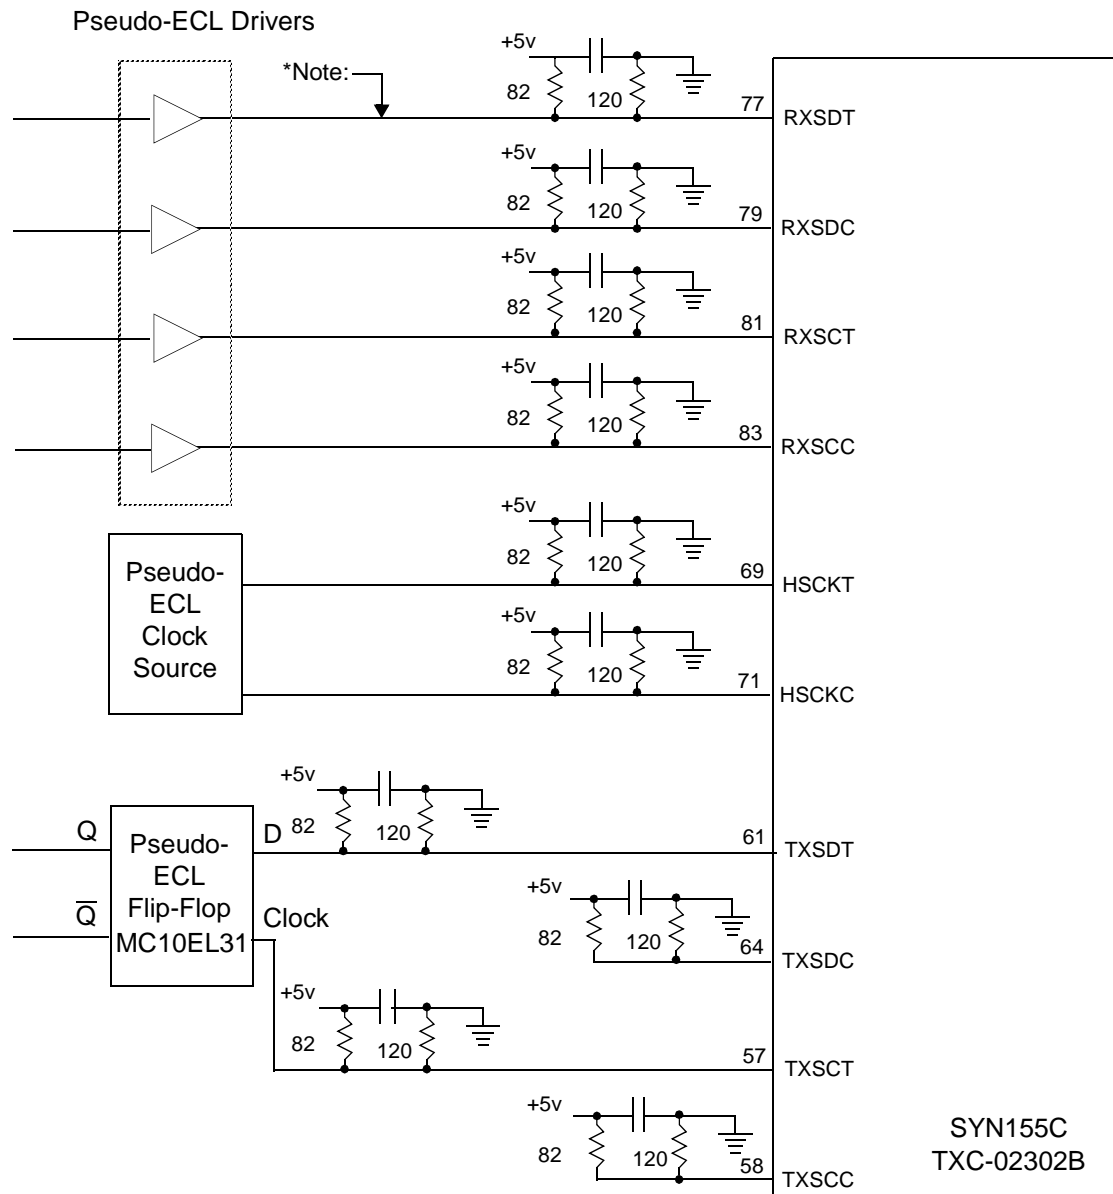 Pseudo-ECL Drivers
*Note:
+5v
82
120
77
RXSDT
+5v
82
120
79
RXSDC
+5v
82
120
81
RXSCT
+5v
82
120
83
RXSCC
+5v
82
120
69
HSCKT
Pseudo-
ECL
Clock
Source
+5v
82
120
71
HSCKC
+5v
82
120
61
TXSDT
Q
D
Pseudo-
ECL
Flip-Flop
MC10EL31
Q̅
Clock
+5v
82
120
64
TXSDC
+5v
82
120
57
TXSCT
+5v
82
120
58
TXSCC
SYN155C
TXC-02302B